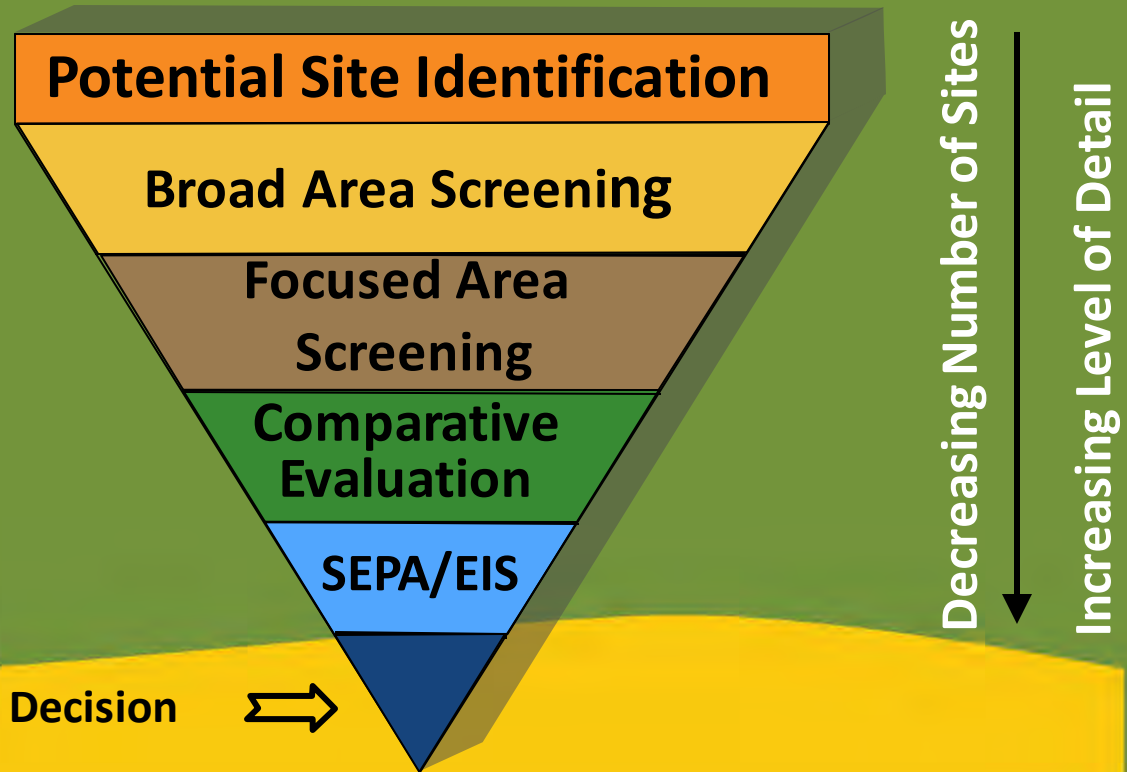 Potential Site Identification
Broad Area Screening
Focused Area
Screening
Comparative
Evaluation
SEPA/EIS
Decision
Decreasing Number of Sites
Increasing Level of Detail